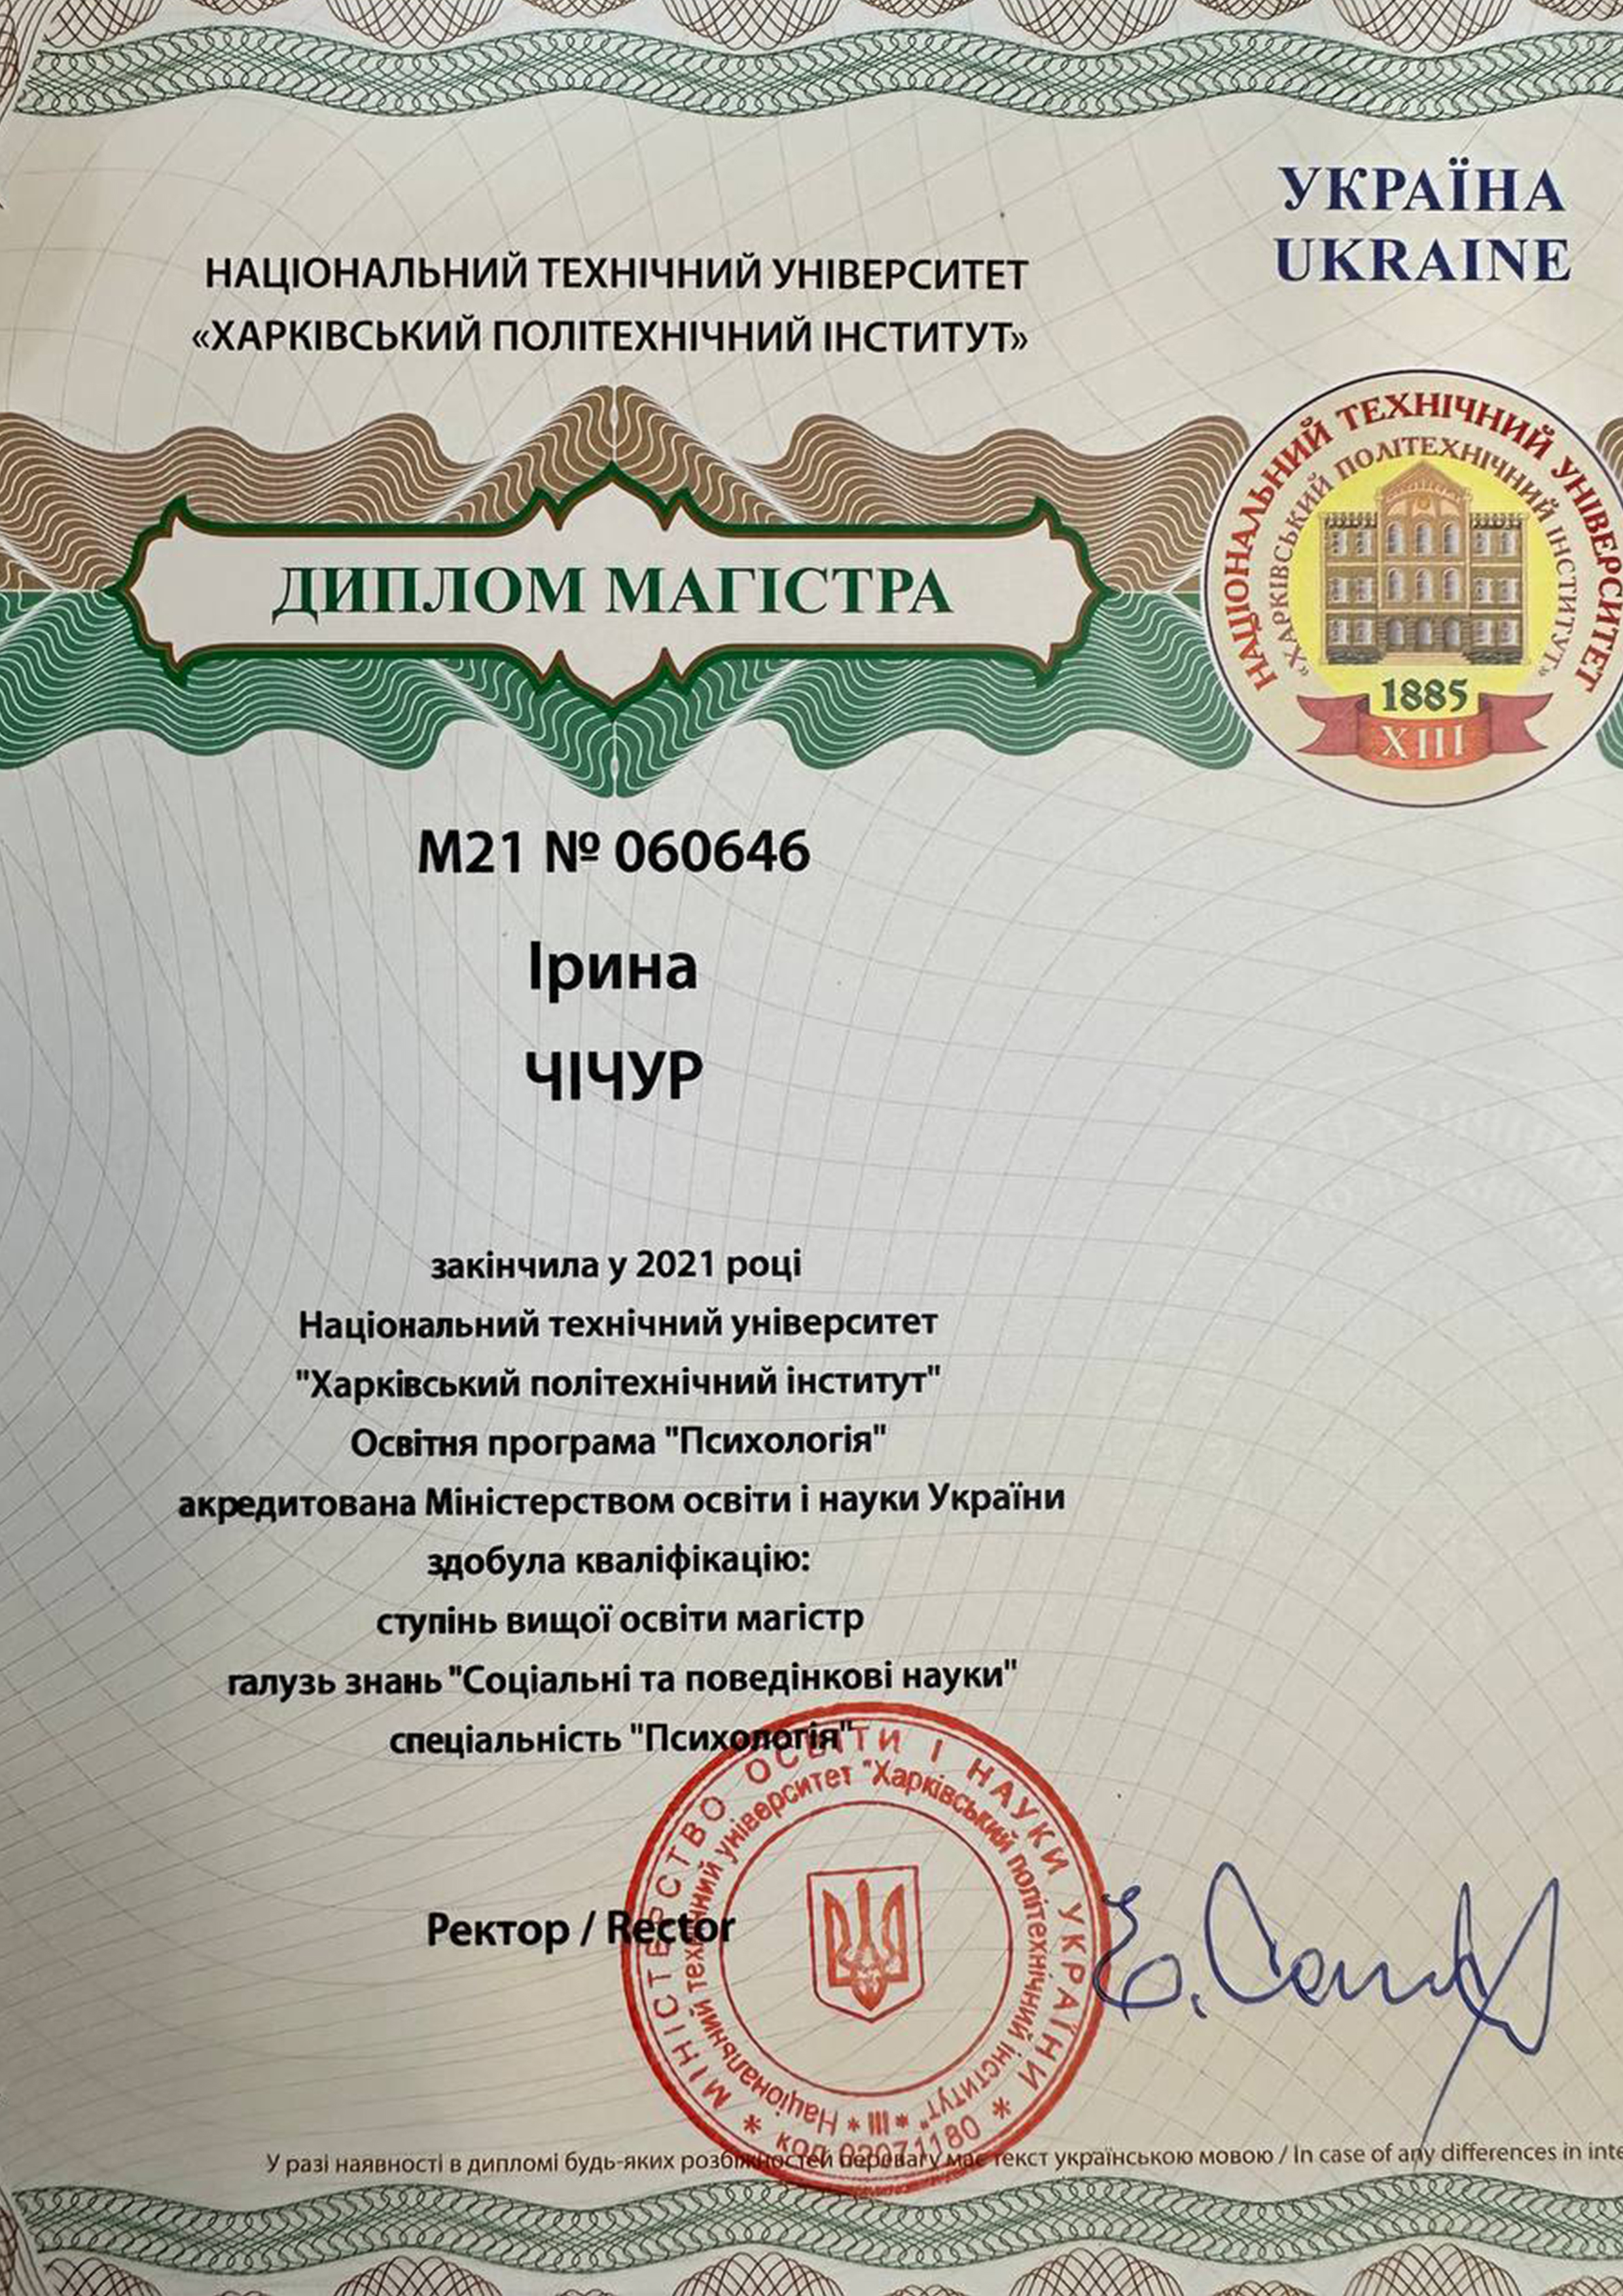 УКРАЇНА
UKRAINE
НАЦІОНАЛЬНИЙ ТЕХНІЧНИЙ УНІВЕРСИТЕТ
«ХАРКІВСЬКИЙ ПОЛІТЕХНІЧНИЙ ІНСТИТУТ»
НАЦІОНАЛЬНИЙ ТЕХНІЧНИЙ УНІВЕРСИТЕТ
«ХАРКІВСЬКИЙ ПОЛІТЕХНІЧНИЙ ІНСТИТУТ»
1885
ХПІ
ДИПЛОМ МАГІСТРА
М21 № 060646
Ірина
ЧІЧУР
закінчила у 2021 році
Національний технічний університет
"Харківський політехнічний інститут"
Освітня програма "Психологія"
акредитована Міністерством освіти і науки України
здобула кваліфікацію:
ступінь вищої освіти магістр
галузь знань "Соціальні та поведінкові науки"
спеціальність "Психологія"
Ректор / Rector
МІНІСТЕРСТВО ОСВІТИ І НАУКИ УКРАЇНИ
Національний технічний університет "Харківський політехнічний інститут"
* III *
* код 02071180 *
У разі наявності в дипломі будь-яких розбіжностей перевагу має текст українською мовою / In case of any differences in